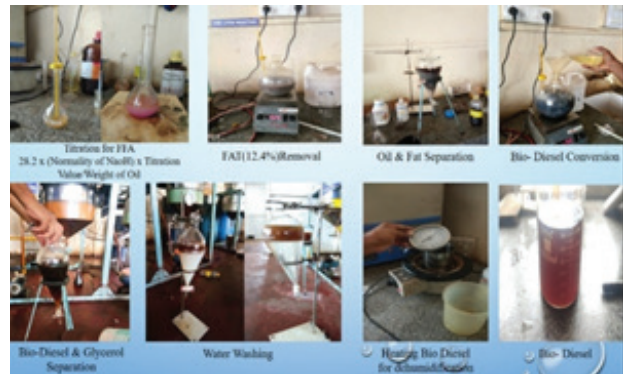 Titration for FFA
28.2 x (Normality of NaoH) x Titration
Value/Weight of Oil
FAT(12.4%)Removal
Oil & Fat Separation
Bio- Diesel Conversion
Bio-Diesel & Glycerol
Separation
Water Washing
Heating Bio Diesel
for dehumidification
Bio- Diesel